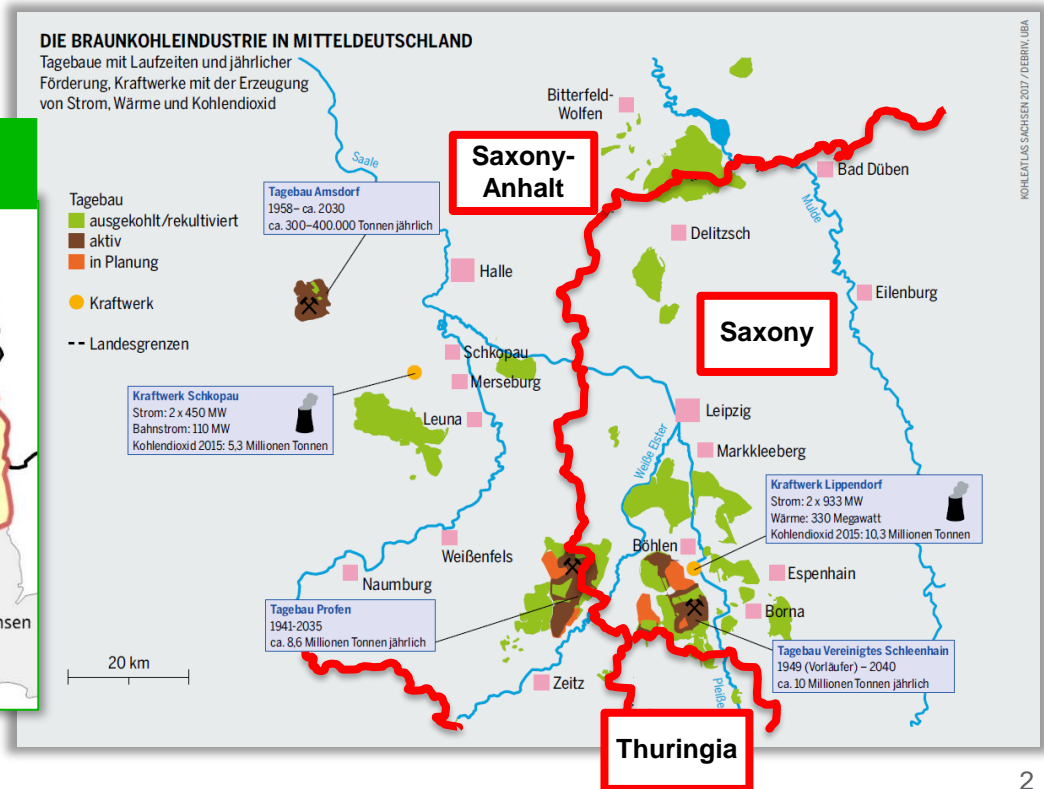 DIE BRAUNKOHLEINDUSTRIE IN MITTELDEUTSCHLAND
Tagebaue mit Laufzeiten und jährlicher
Förderung, Kraftwerke mit der Erzeugung
von Strom, Wärme und Kohlendioxid
KOHLEATLAS SACHSEN 2017 / DEBRIV, UBA
Bitterfeld-
Wolfen
Saxony-
Anhalt
Saale
Bad Düben
Mulde
Tagebau
ausgekohlt/rekultiviert
aktiv
in Planung
Kraftwerk
Landesgrenzen
Tagebau Amsdorf
1958– ca. 2030
ca. 300–400.000 Tonnen jährlich
Delitzsch
Halle
Eilenburg
Saxony
Schkopau
Merseburg
Leuna
Kraftwerk Schkopau
Strom: 2 x 450 MW
Bahnstrom: 110 MW
Kohlendioxid 2015: 5,3 Millionen Tonnen
Leipzig
Weiße Elster
Markkleeberg
Kraftwerk Lippendorf
Strom: 2 x 933 MW
Wärme: 330 Megawatt
Kohlendioxid 2015: 10,3 Millionen Tonnen
Böhlen
Weißenfels
Espenhain
Naumburg
Borna
Tagebau Profen
1941-2035
ca. 8,6 Millionen Tonnen jährlich
hsen
20 km
Zeitz
Pleiße
Tagebau Vereinigtes Schleenhain
1949 (Vorläufer) – 2040
ca. 10 Millionen Tonnen jährlich
Thuringia
2